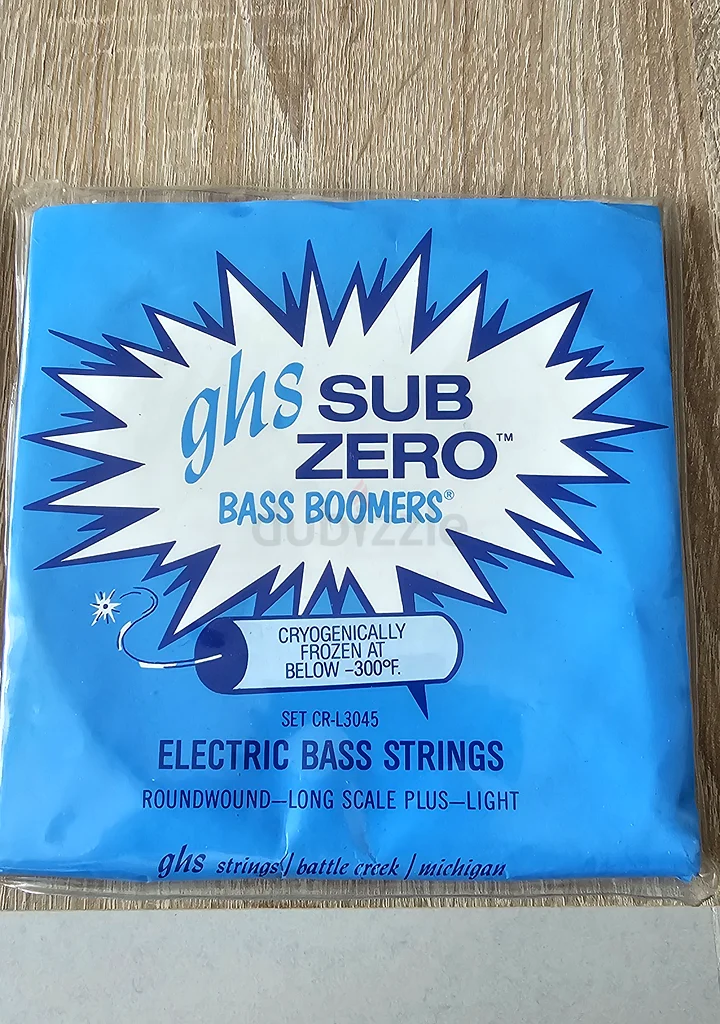 ghs SUB
ZERO™
BASS BOOMERS®
dubizzle
CRYOGENICALLY
FROZEN AT
BELOW –300°F.
SET CR-L3045
ELECTRIC BASS STRINGS
ROUNDWOUND—LONG SCALE PLUS—LIGHT
ghs strings / battle creek / michigan